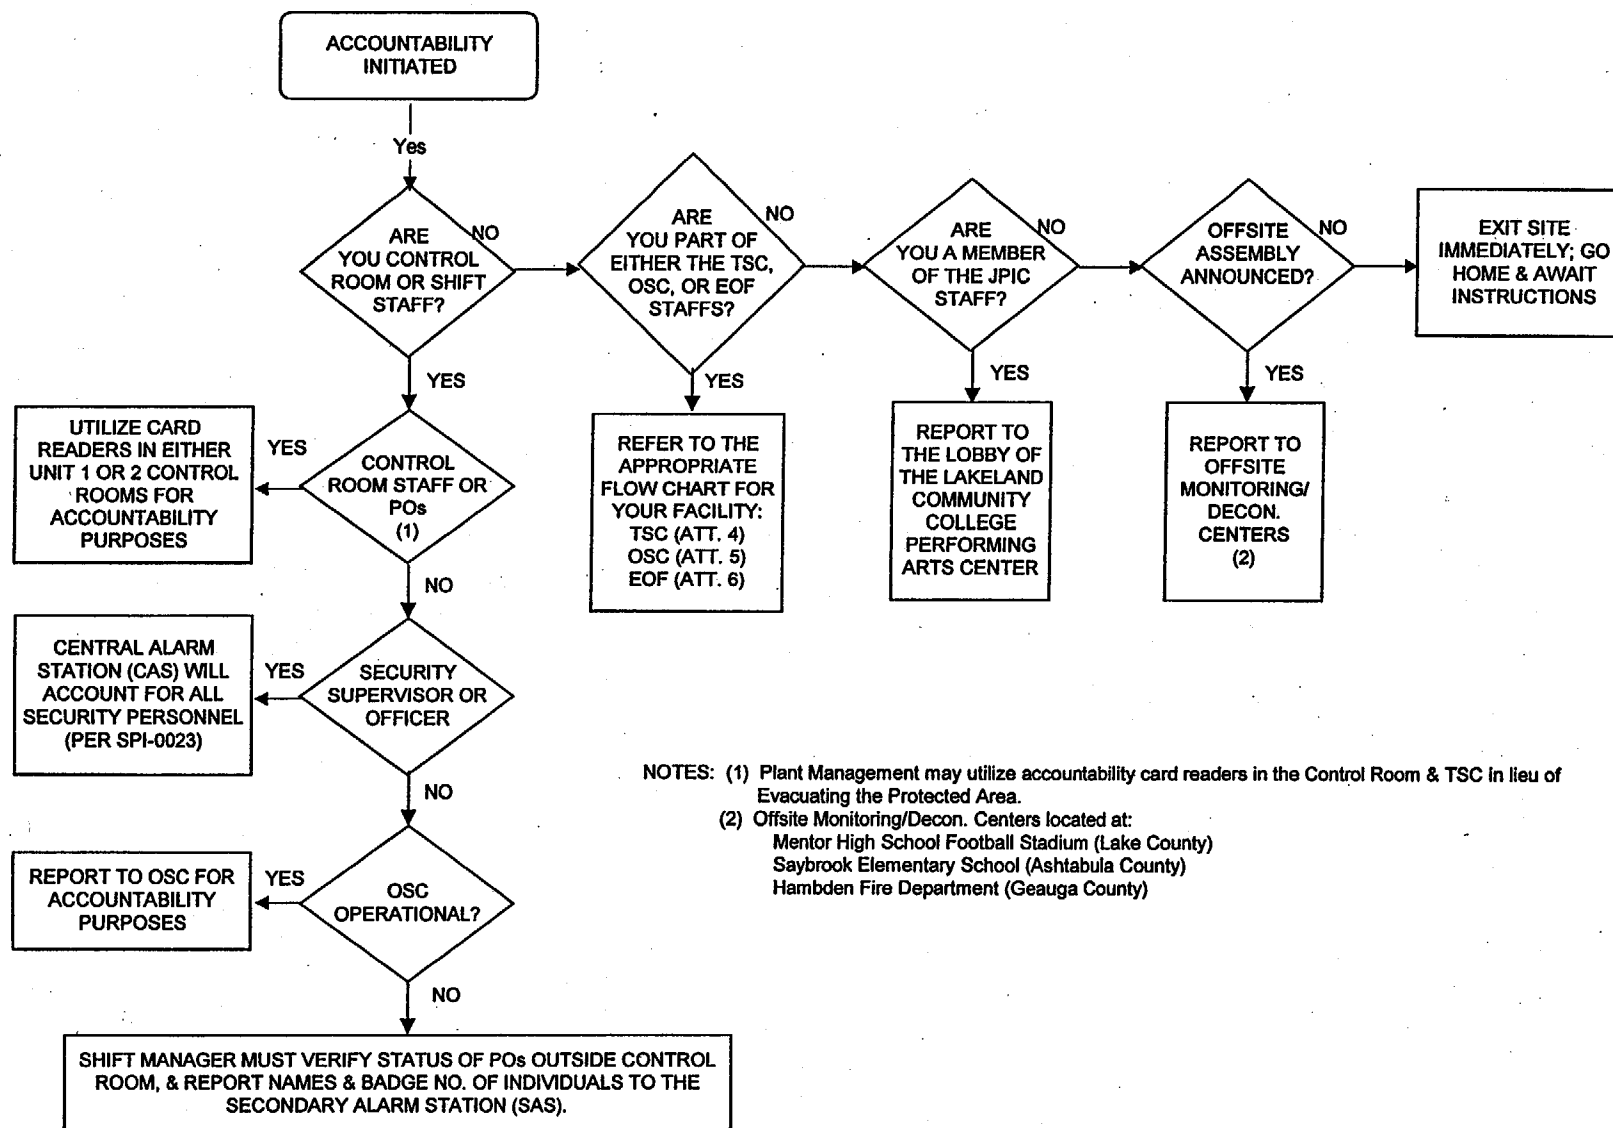 ACCOUNTABILITY
INITIATED
Yes
ARE
YOU CONTROL
ROOM OR SHIFT
STAFF?
NO
ARE
YOU PART OF
EITHER THE TSC,
OSC, OR EOF
STAFFS?
NO
ARE
YOU A MEMBER
OF THE JPIC
STAFF?
NO
OFFSITE
ASSEMBLY
ANNOUNCED?
NO
EXIT SITE
IMMEDIATELY; GO
HOME & AWAIT
INSTRUCTIONS
YES
YES
YES
YES
UTILIZE CARD
READERS IN EITHER
UNIT 1 OR 2 CONTROL
ROOMS FOR
ACCOUNTABILITY
PURPOSES
YES
CONTROL
ROOM STAFF OR
POs
(1)
REFER TO THE
APPROPRIATE
FLOW CHART FOR
YOUR FACILITY:
TSC (ATT. 4)
OSC (ATT. 5)
EOF (ATT. 6)
REPORT TO
THE LOBBY OF
THE LAKELAND
COMMUNITY
COLLEGE
PERFORMING
ARTS CENTER
REPORT TO
OFFSITE
MONITORING/
DECON.
CENTERS
(2)
NO
CENTRAL ALARM
STATION (CAS) WILL
ACCOUNT FOR ALL
SECURITY PERSONNEL
(PER SPI-0023)
YES
SECURITY
SUPERVISOR OR
OFFICER
NO
NOTES: (1) Plant Management may utilize accountability card readers in the Control Room & TSC in lieu of
Evacuating the Protected Area.
(2) Offsite Monitoring/Decon. Centers located at:
Mentor High School Football Stadium (Lake County)
Saybrook Elementary School (Ashtabula County)
Hambden Fire Department (Geauga County)
REPORT TO OSC FOR
ACCOUNTABILITY
PURPOSES
YES
OSC
OPERATIONAL?
NO
SHIFT MANAGER MUST VERIFY STATUS OF POs OUTSIDE CONTROL
ROOM, & REPORT NAMES & BADGE NO. OF INDIVIDUALS TO THE
SECONDARY ALARM STATION (SAS).